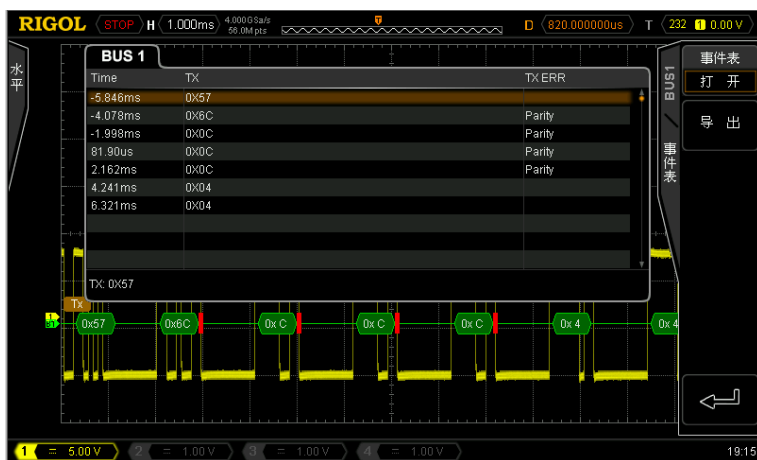 RIGOL STOP H 1.000ms 4.000GSa/s 56.0Mpts D 820.000000us T 232 1 0.00 V
水平
BUS 1
Time TX TX ERR
-5.846ms 0X57
-4.078ms 0X6C Parity
-1.998ms 0X0C Parity
81.90us 0X0C Parity
2.162ms 0X0C Parity
4.241ms 0X04
6.321ms 0X04
TX: 0X57
BUS1
事件表
事件表
打 开
导 出
Tx
0x57 0x6C 0x C 0x C 0x C 0x 4 0x 4
1 = 5.00 V 2 = 1.00 V 3 = 1.00 V 4 = 1.00 V 19:15